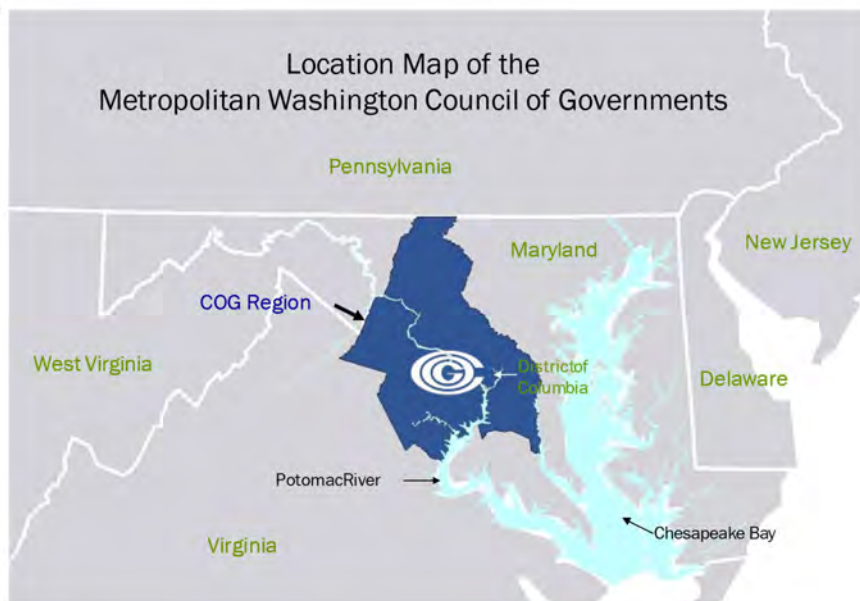 Location Map of the
Metropolitan Washington Council of Governments
Pennsylvania
Maryland
New Jersey
COG Region
West Virginia
COG
Districtof
Columbia
Delaware
PotomacRiver
Chesapeake Bay
Virginia